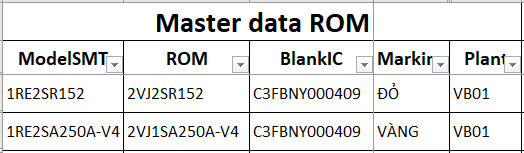 Master data ROM
ModelSMT ROM BlankIC Markin Plant
1RE2SR152 2VJ2SR152 C3FBNY000409 ĐỎ VB01
1RE2SA250A-V4 2VJ1SA250A-V4 C3FBNY000409 VÀNG VB01